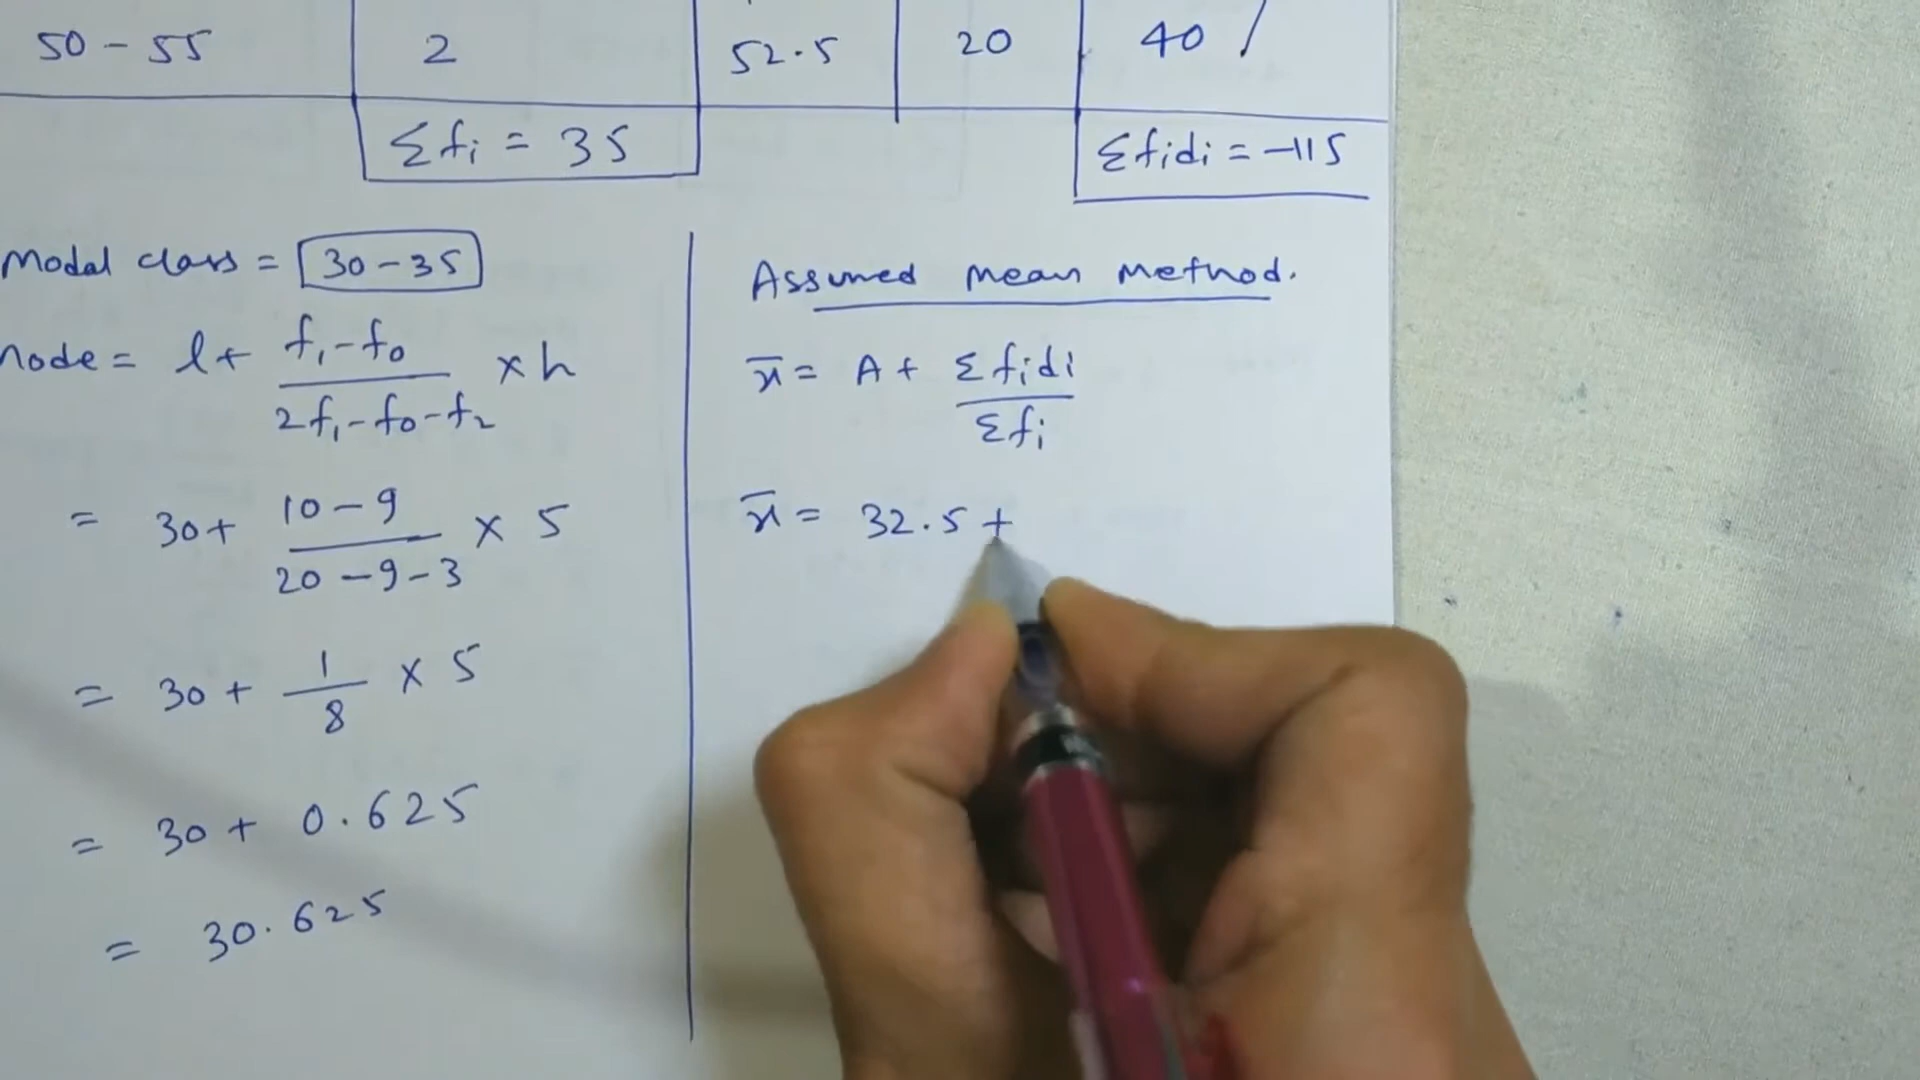 50 - 55 2 52.5 20 40 /
Σfi = 35 Σfidi = -115
Modal class = 30-35
Mode = l + f₁-f₀ / 2f₁-f₀-f₂ × h
= 30 + 10-9 / 20-9-3 × 5
= 30 + 1/8 × 5
= 30 + 0.625
= 30.625
Assumed mean method.
x̄ = A + Σfidi / Σfi
x̄ = 32.5 +